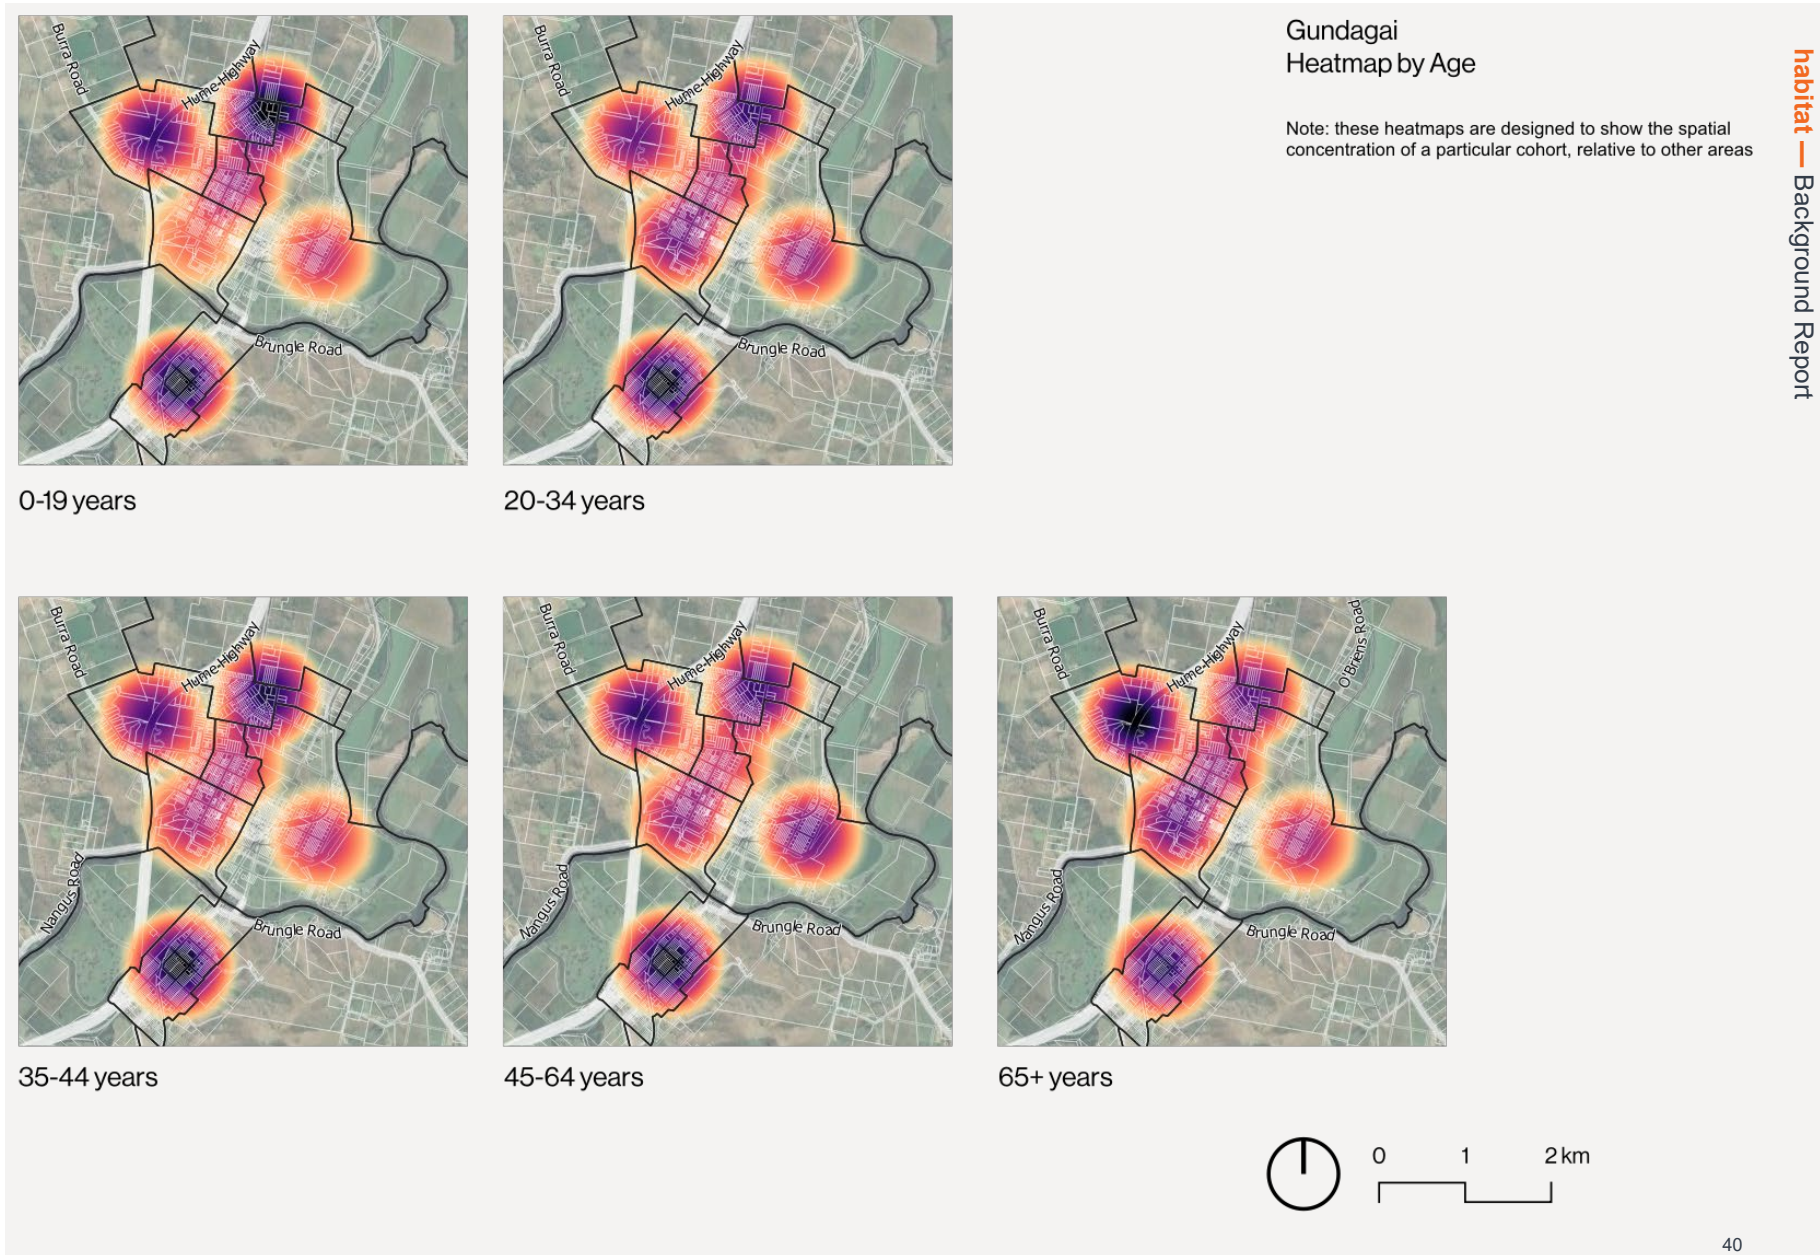 Gundagai
Heatmap by Age
Note: these heatmaps are designed to show the spatial
concentration of a particular cohort, relative to other areas
habitat — Background Report
Burra Road
Hume Highway
Brungle Road
0-19 years
Burra Road
Hume Highway
Brungle Road
20-34 years
Burra Road
Hume Highway
Nangus Road
Brungle Road
35-44 years
Burra Road
Hume Highway
Nangus Road
Brungle Road
45-64 years
Burra Road
Hume Highway
O'Briens Road
Nangus Road
Brungle Road
65+ years
0 1 2 km
40